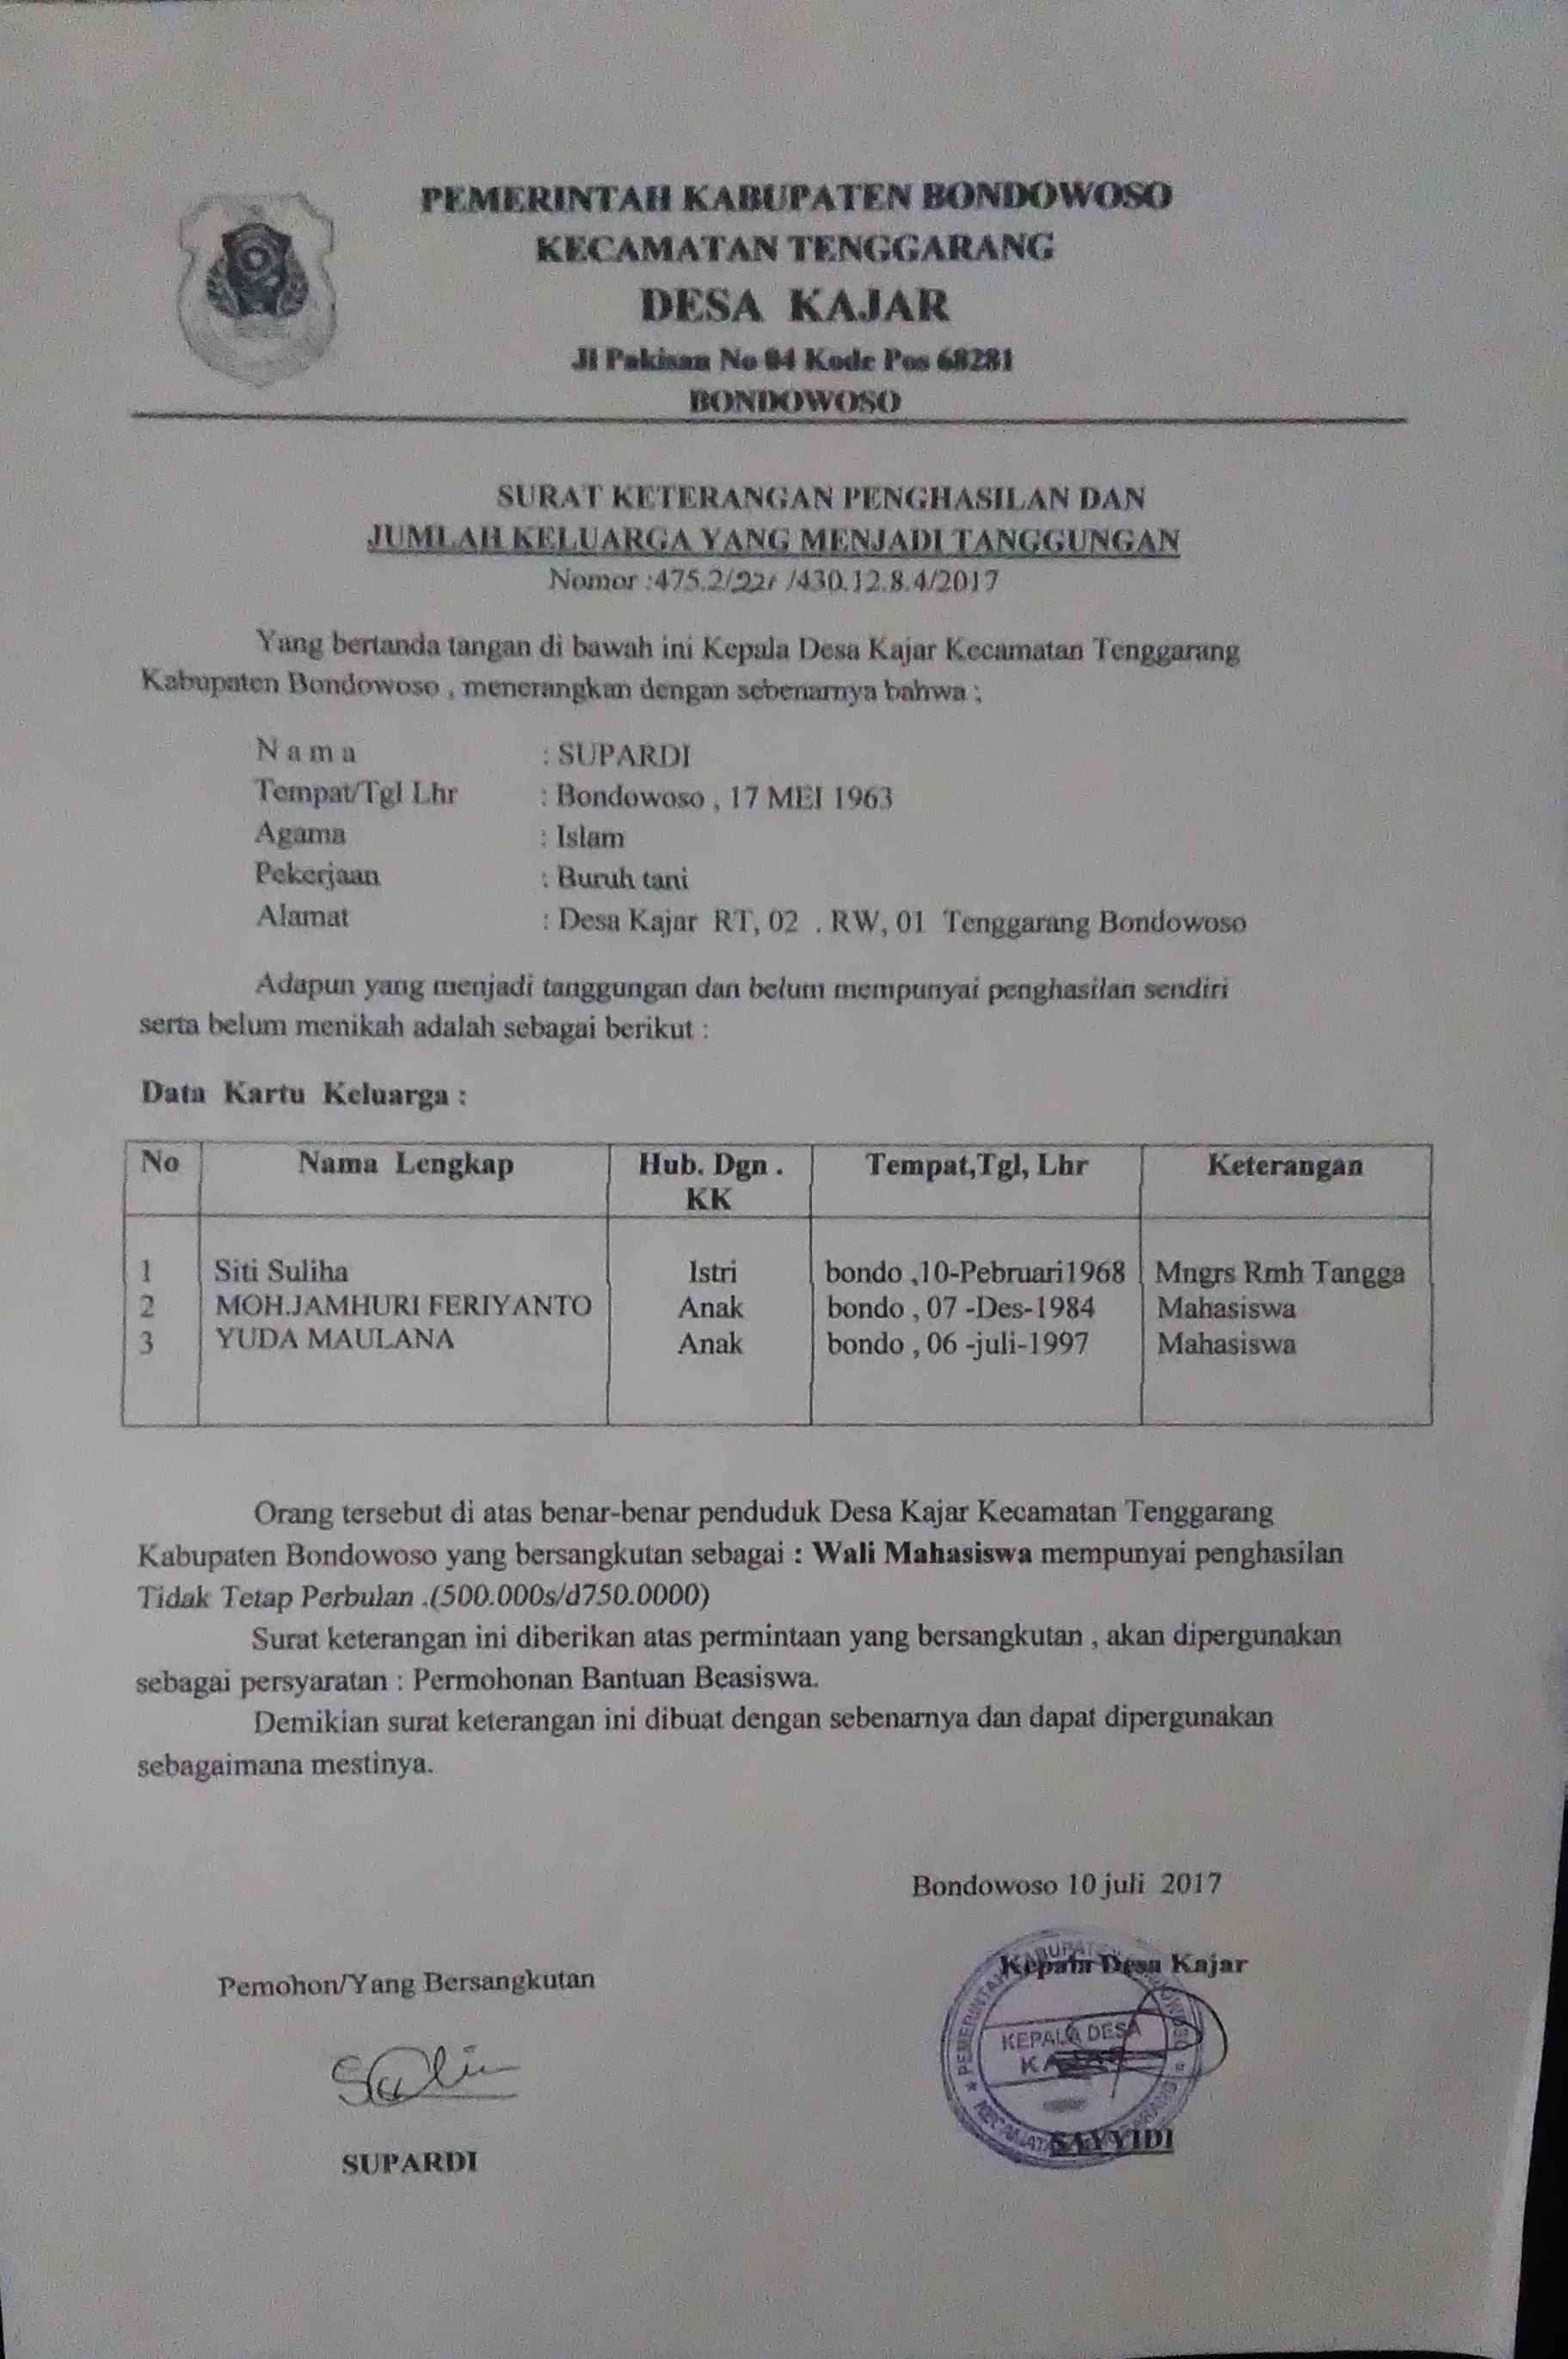 PEMERINTAH KABUPATEN BONDOWOSO
KECAMATAN TENGGARANG
DESA KAJAR
Jl Pakisan No 04 Kode Pos 68281
BONDOWOSO
SURAT KETERANGAN PENGHASILAN DAN
JUMLAH KELUARGA YANG MENJADI TANGGUNGAN
Nomor :475.2/221 /430.12.8.4/2017
Yang bertanda tangan di bawah ini Kepala Desa Kajar Kecamatan Tenggarang
Kabupaten Bondowoso , menerangkan dengan sebenarnya bahwa ;
N a m a : SUPARDI
Tempat/Tgl Lhr : Bondowoso , 17 MEI 1963
Agama : Islam
Pekerjaan : Buruh tani
Alamat : Desa Kajar RT, 02 . RW, 01 Tenggarang Bondowoso
Adapun yang menjadi tanggungan dan belum mempunyai penghasilan sendiri
serta belum menikah adalah sebagai berikut :
Data Kartu Keluarga :
No Nama Lengkap Hub. Dgn . KK Tempat,Tgl, Lhr Keterangan
1 Siti Suliha Istri bondo ,10-Pebruari1968 Mngrs Rmh Tangga
2 MOH.JAMHURI FERIYANTO Anak bondo , 07 -Des-1984 Mahasiswa
3 YUDA MAULANA Anak bondo , 06 -juli-1997 Mahasiswa
Orang tersebut di atas benar-benar penduduk Desa Kajar Kecamatan Tenggarang
Kabupaten Bondowoso yang bersangkutan sebagai : Wali Mahasiswa mempunyai penghasilan
Tidak Tetap Perbulan .(500.000s/d750.0000)
Surat keterangan ini diberikan atas permintaan yang bersangkutan , akan dipergunakan
sebagai persyaratan : Permohonan Bantuan Beasiswa.
Demikian surat keterangan ini dibuat dengan sebenarnya dan dapat dipergunakan
sebagaimana mestinya.
Bondowoso 10 juli 2017
Pemohon/Yang Bersangkutan
Kepala Desa Kajar
PEMERINTAH KABUPATEN
KEPALA DESA
KAJAR
SUPARDI
SAYYIDI